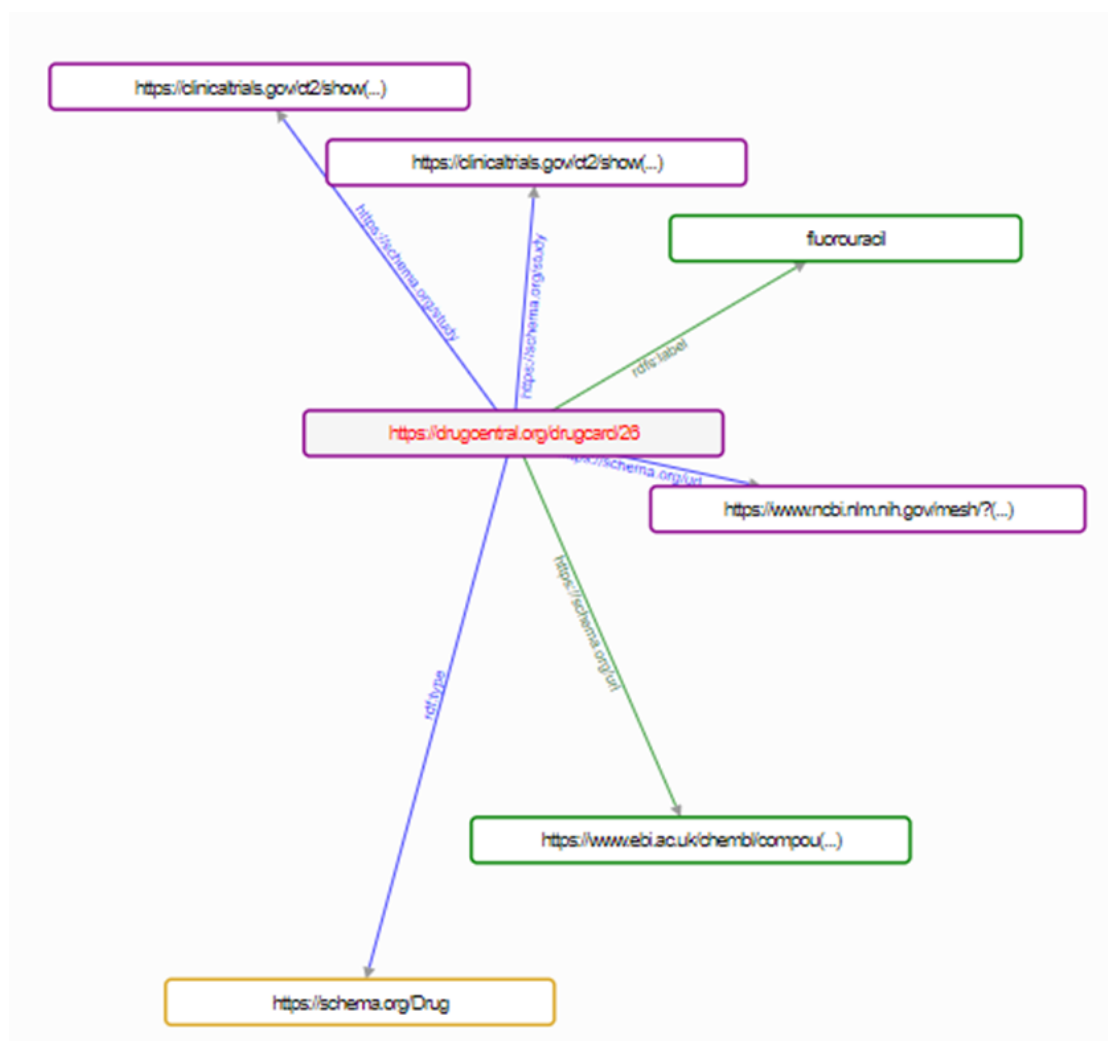 https://clinicaltrials.gov/ct2/show(...)
https://clinicaltrials.gov/ct2/show(...)
fluorouracil
https://schema.org/study
https://schema.org/study
rdfs:label
https://drugcentral.org/drugcard/26
ps://schema.org/url
https://www.ncbi.nlm.nih.gov/mesh/?(...)
https://schema.org/url
rdf:type
https://www.ebi.ac.uk/chembl/compou(...)
https://schema.org/Drug